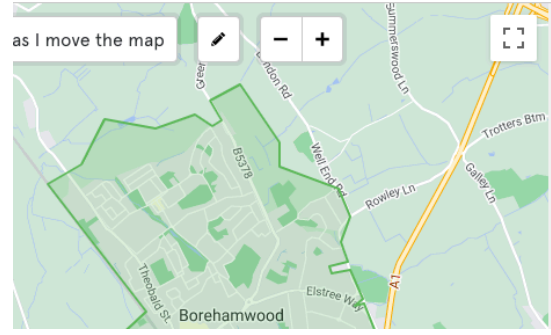 as I move the map
− +
Summerswood Ln
Green
London Rd
B5378
Well End Rd
Trotters Btm
Galley Ln
Rowley Ln
Theobald St.
A1
Elstree Way
Borehamwood